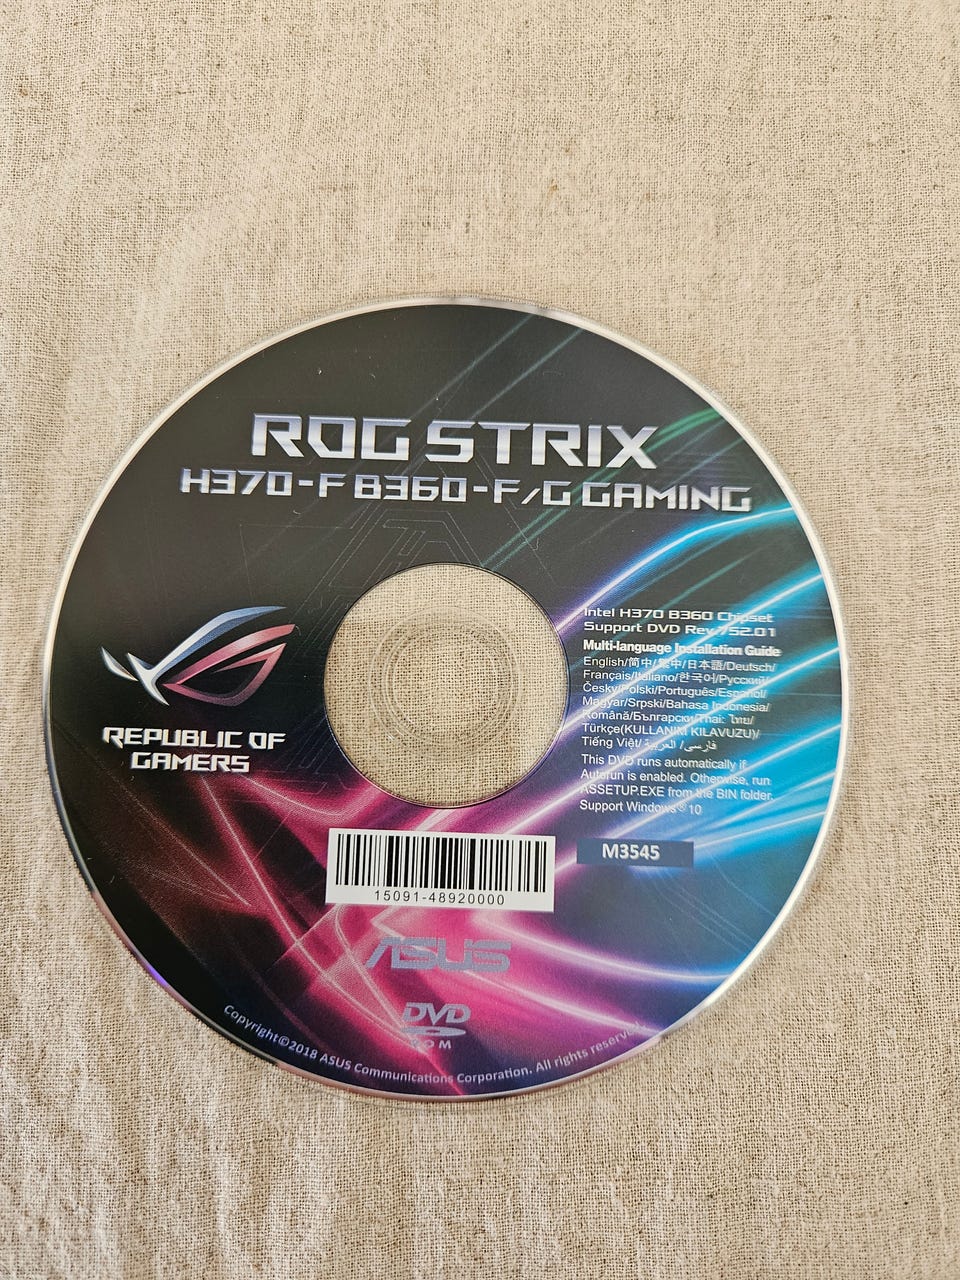 ROG STRIX
H370-F B360-F/G GAMING
Intel H370 B360 Chipset
Support DVD Rev 752.01
Multi-language Installation Guide
English/简中/繁中/日本語/Deutsch/
Français/Italiano/한국어/Русский/
Česky/Polski/Português/Español/
Magyar/Srpski/Bahasa Indonesia/
Română/Български/Thai: ไทย/
Türkçe(KULLANIM KILAVUZU)/
Tiếng Việt/ العربية/ فارسی
This DVD runs automatically if
Autorun is enabled. Otherwise, run
ASSETUP.EXE from the BIN folder.
Support Windows® 10
REPUBLIC OF
GAMERS
M3545
15091-48920000
ASUS
DVD
ROM
Copyright©2018 ASUS Communications Corporation. All rights reserved